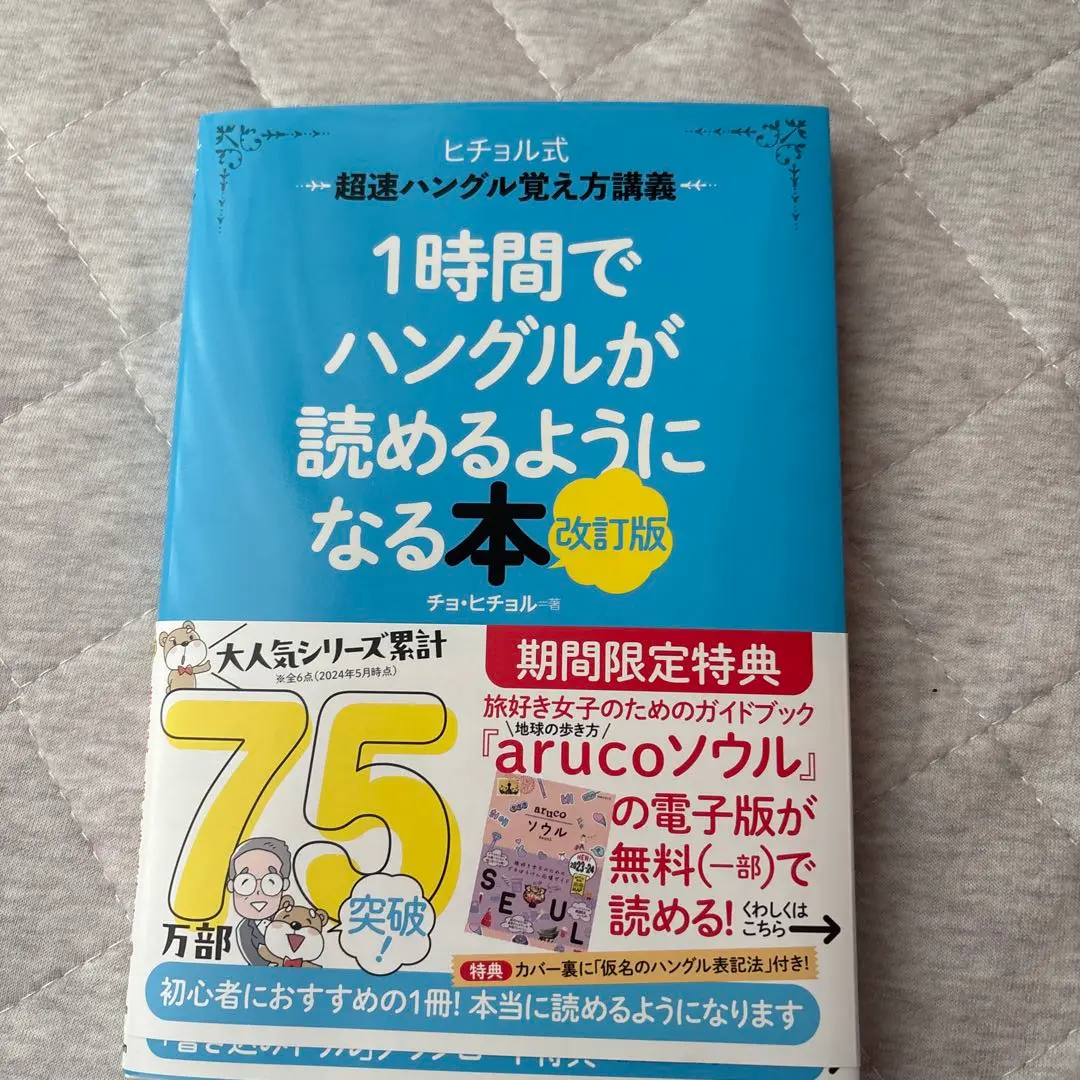 ヒチョル式
超速ハングル覚え方講義
1時間で
ハングルが
読めるように
なる本
改訂版
チョ・ヒチョル=著
大人気シリーズ累計
※全6点(2024年5月時点)
75
万部
突破!
期間限定特典
旅好き女子のためのガイドブック
地球の歩き方
『arucoソウル』
の電子版が
無料(一部)で
読める!
くわしくは
こちら
aruco
ソウル
2023-24
SEOUL
特典 カバー裏に「仮名のハングル表記法」付き!
初心者におすすめの1冊! 本当に読めるようになります